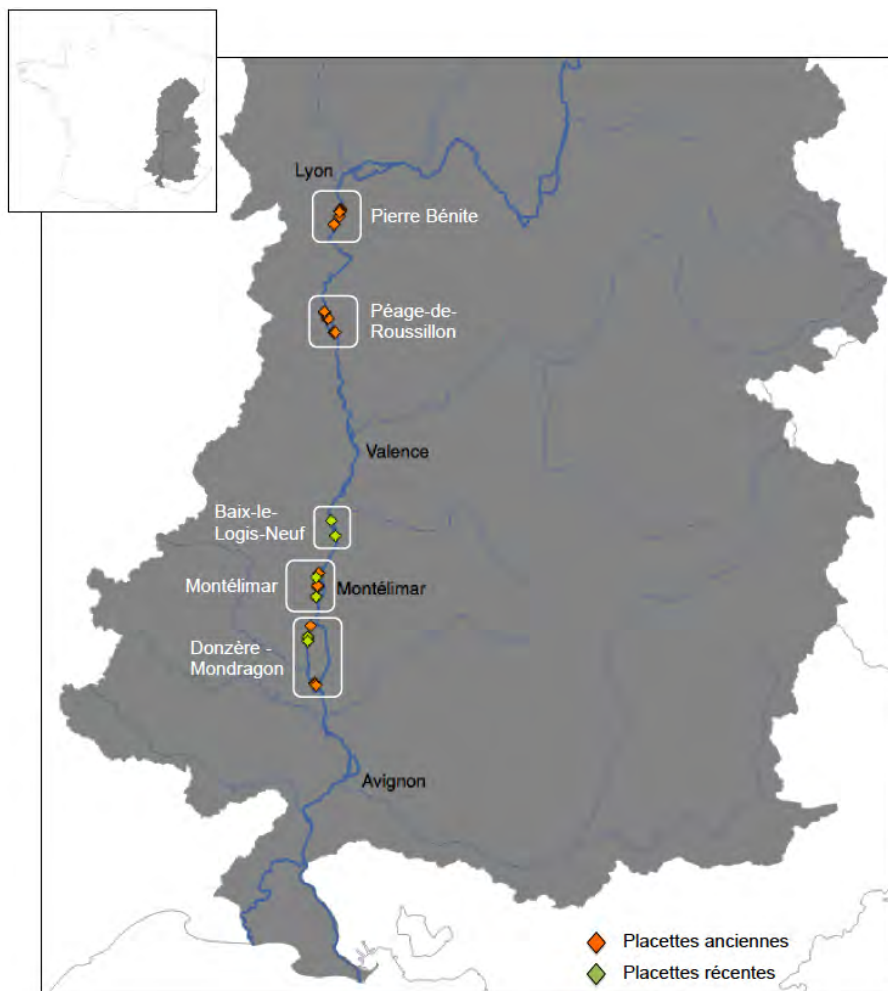 Lyon
Pierre Bénite
Péage-de-
Roussillon
Valence
Baix-le-
Logis-Neuf
Montélimar
Montélimar
Donzère -
Mondragon
Avignon
Placettes anciennes
Placettes récentes